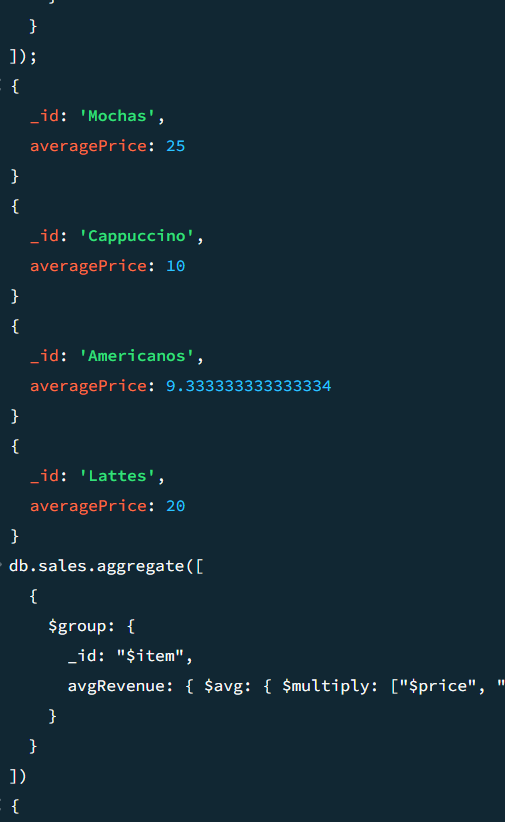 }
]);
{
_id: 'Mochas',
averagePrice: 25
}
{
_id: 'Cappuccino',
averagePrice: 10
}
{
_id: 'Americanos',
averagePrice: 9.333333333333334
}
{
_id: 'Lattes',
averagePrice: 20
}
db.sales.aggregate([
{
$group: {
_id: "$item",
avgRevenue: { $avg: { $multiply: ["$price", "
}
}
])
{